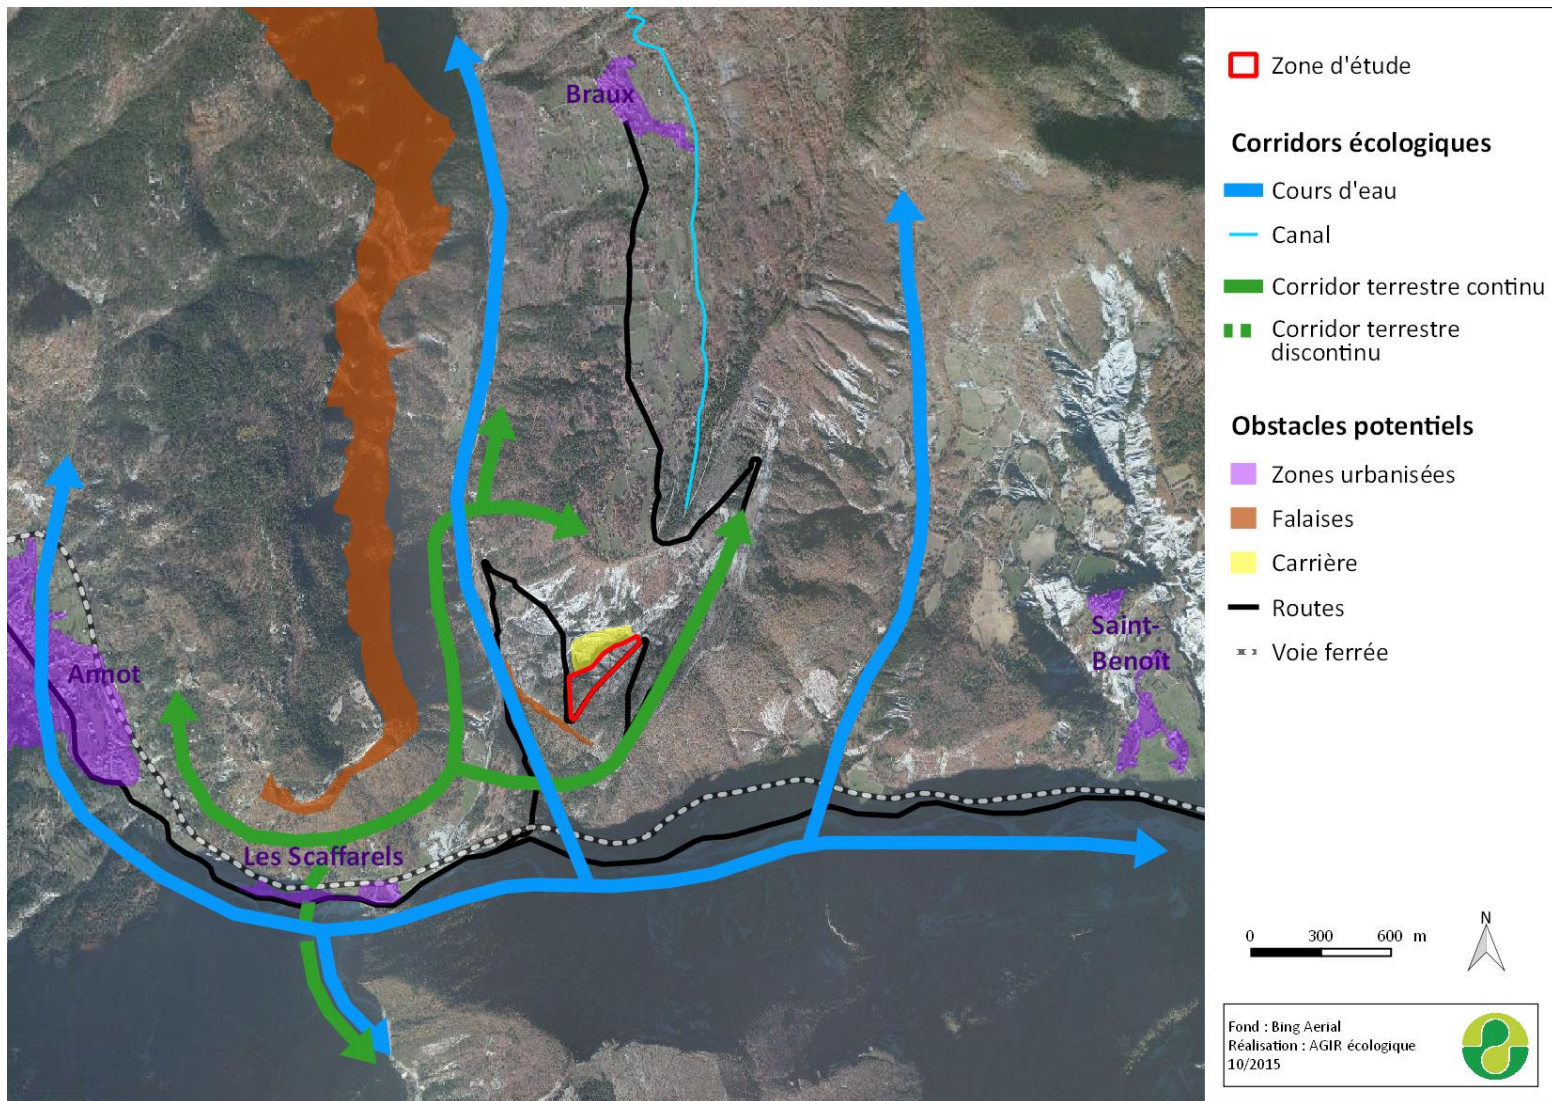 Braux
Annot
Les Scaffarels
Saint-
Benoît
Zone d'étude
Corridors écologiques
Cours d'eau
Canal
Corridor terrestre continu
Corridor terrestre
discontinu
Obstacles potentiels
Zones urbanisées
Falaises
Carrière
Routes
Voie ferrée
0 300 600 m
N
Fond : Bing Aerial
Réalisation : AGIR écologique
10/2015